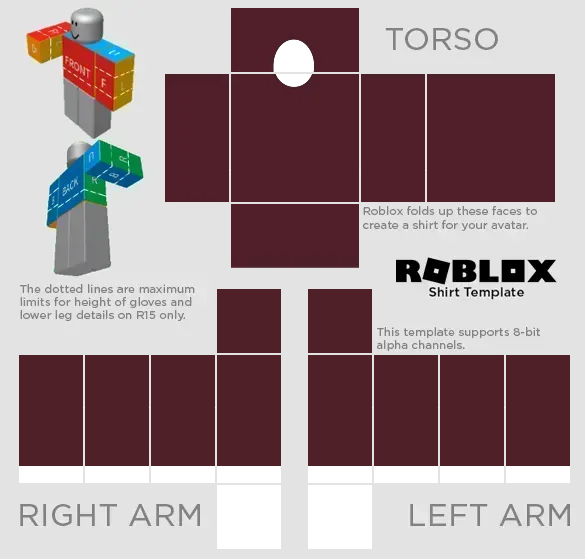 TORSO
FRONT
F
L
U
BACK
R
B
Roblox folds up these faces to
create a shirt for your avatar.
ROBLOX
Shirt Template
The dotted lines are maximum
limits for height of gloves and
lower leg details on R15 only.
This template supports 8-bit
alpha channels.
RIGHT ARM
LEFT ARM